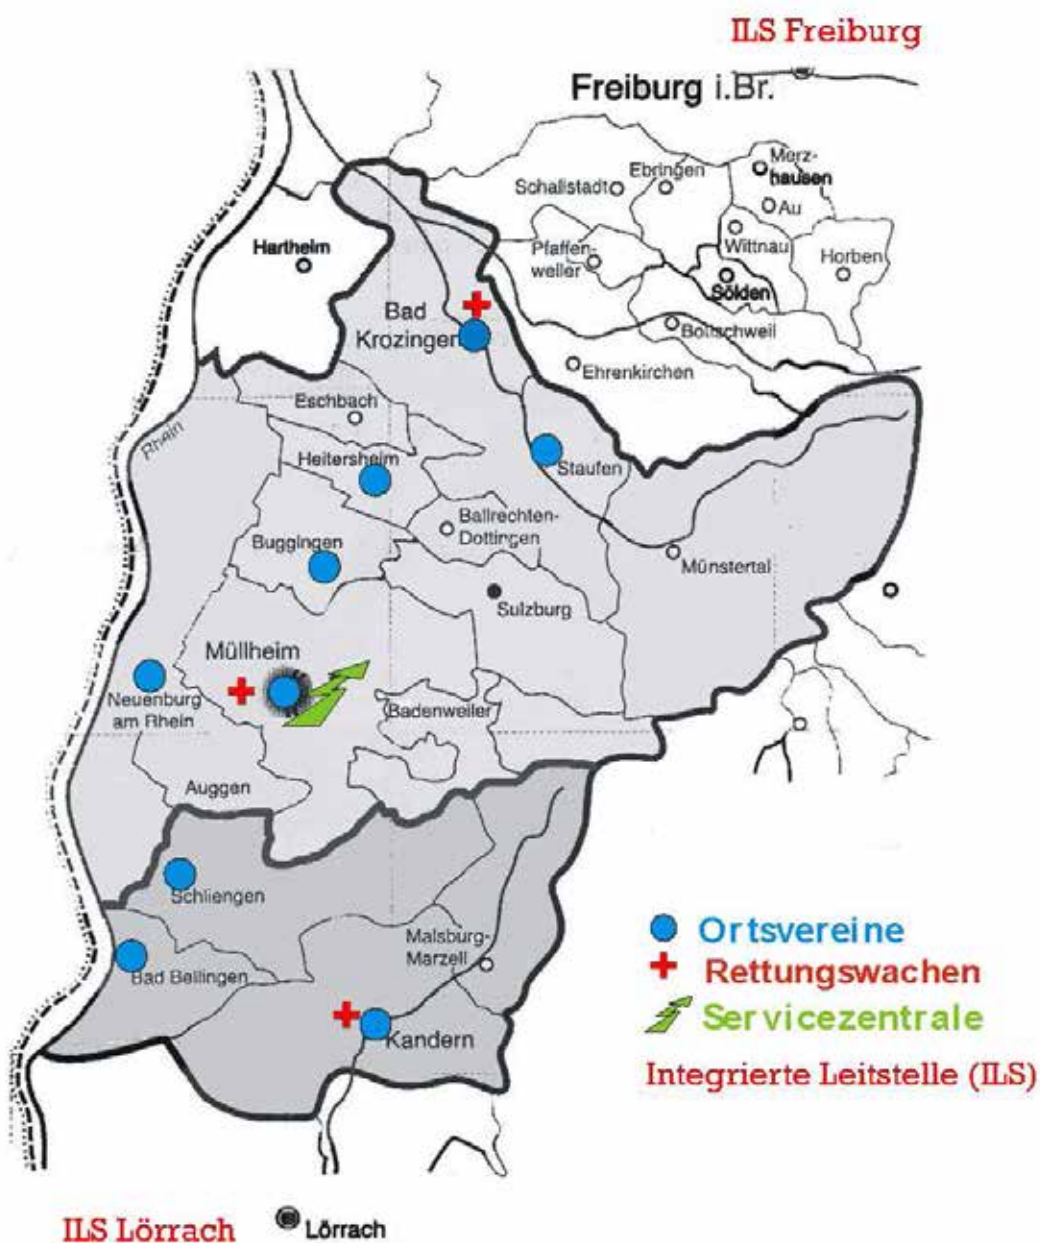 ILS Freiburg
Freiburg i.Br.
Merz-
hausen
Ebringen
Schallstadt
Au
Hartheim
Pfaffen-
weiler
Wittnau
Horben
Sölden
Bad
Krozingen
Bollschweil
Ehrenkirchen
Eschbach
Rhein
Heitersheim
Staufen
Ballrechten-
Dottingen
Buggingen
Münstertal
Sulzburg
Müllheim
Neuenburg
am Rhein
Badenweiler
Auggen
Schliengen
Malsburg-
Marzell
Bad Bellingen
Kandern
Ortsvereine
Rettungswachen
Servicezentrale
Integrierte Leitstelle (ILS)
ILS Lörrach
Lörrach